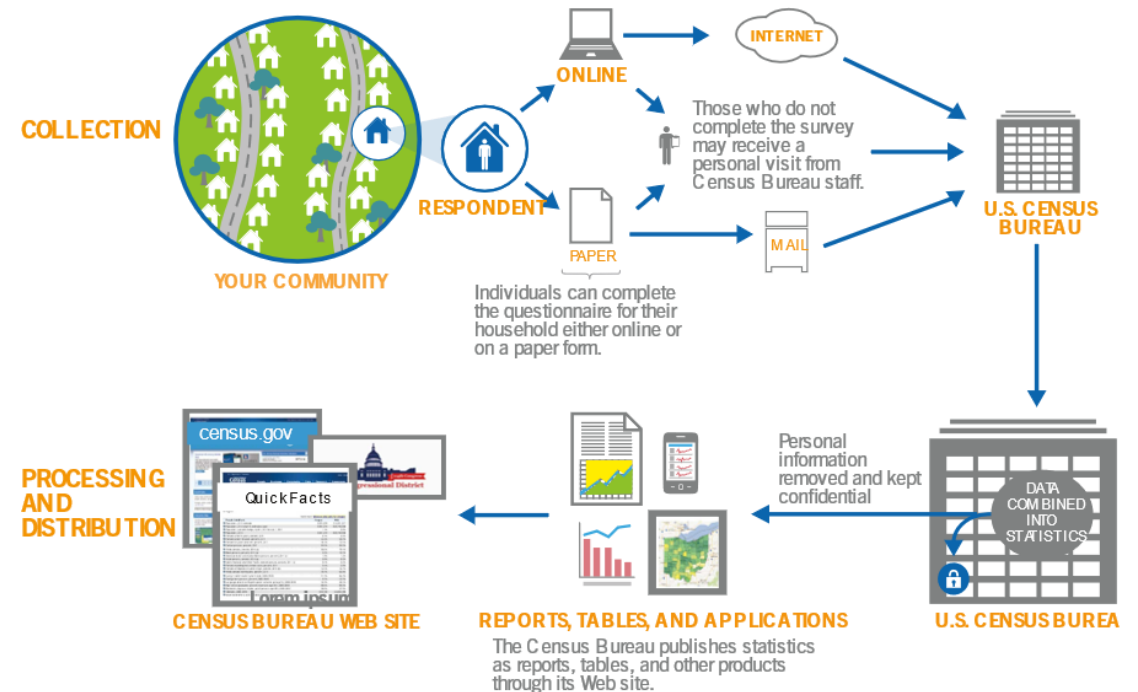 COLLECTION
YOUR COMMUNITY
RESPONDENT
ONLINE
INTERNET
Those who do not
complete the survey
may receive a
personal visit from
Census Bureau staff.
PAPER
MAIL
U.S. CENSUS
BUREAU
Individuals can complete
the questionnaire for their
household either online or
on a paper form.
PROCESSING
AND
DISTRIBUTION
census.gov
QuickFacts
gressional District
Lorem ipsum
CENSUS BUREAU WEB SITE
REPORTS, TABLES, AND APPLICATIONS
The Census Bureau publishes statistics
as reports, tables, and other products
through its Web site.
Personal
information
removed and kept
confidential
DATA
COMBINED
INTO
STATISTICS
U.S. CENSUS BUREA